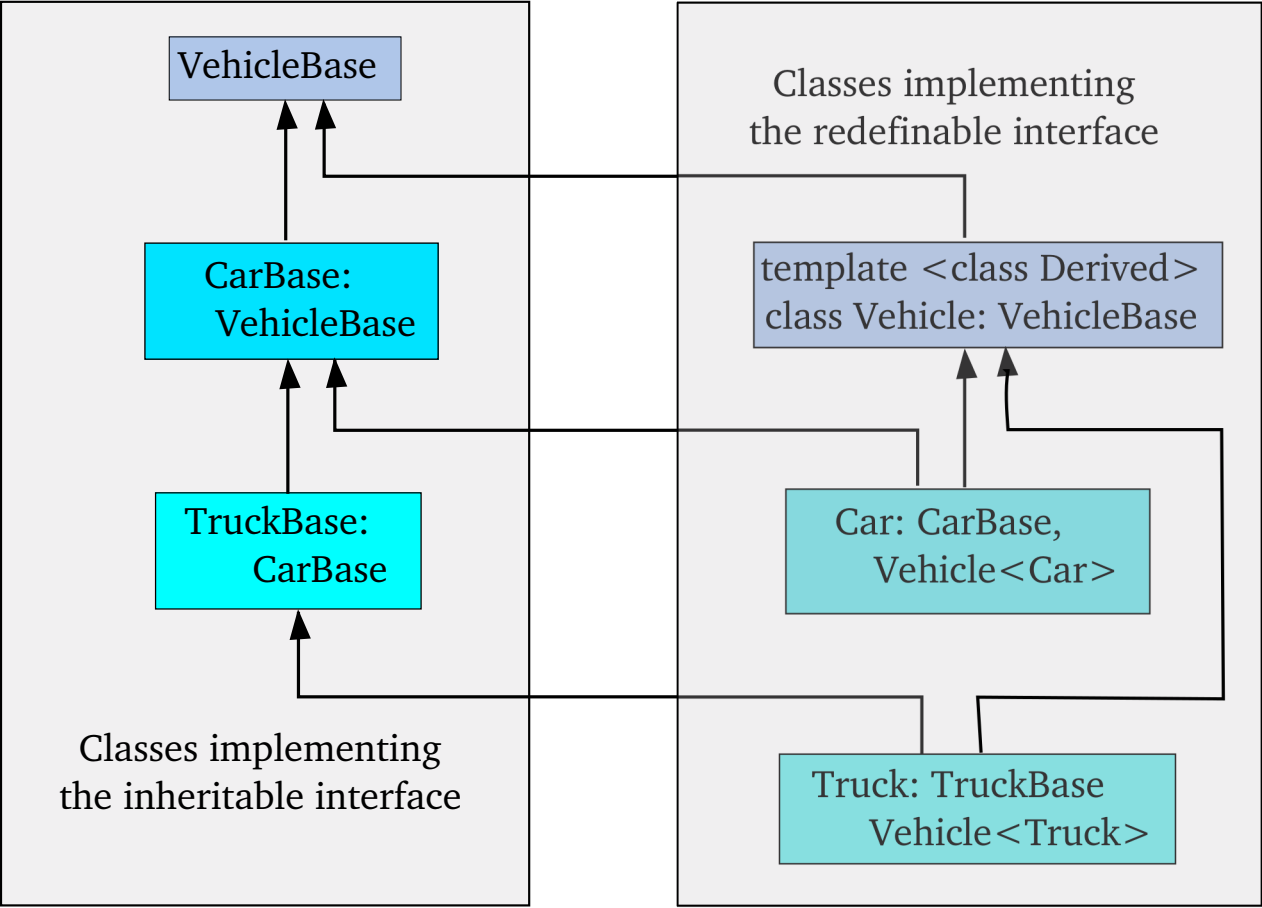 VehicleBase
CarBase:
VehicleBase
TruckBase:
CarBase
Classes implementing
the inheritable interface
Classes implementing
the redefinable interface
template <class Derived>
class Vehicle: VehicleBase
Car: CarBase,
Vehicle<Car>
Truck: TruckBase
Vehicle<Truck>